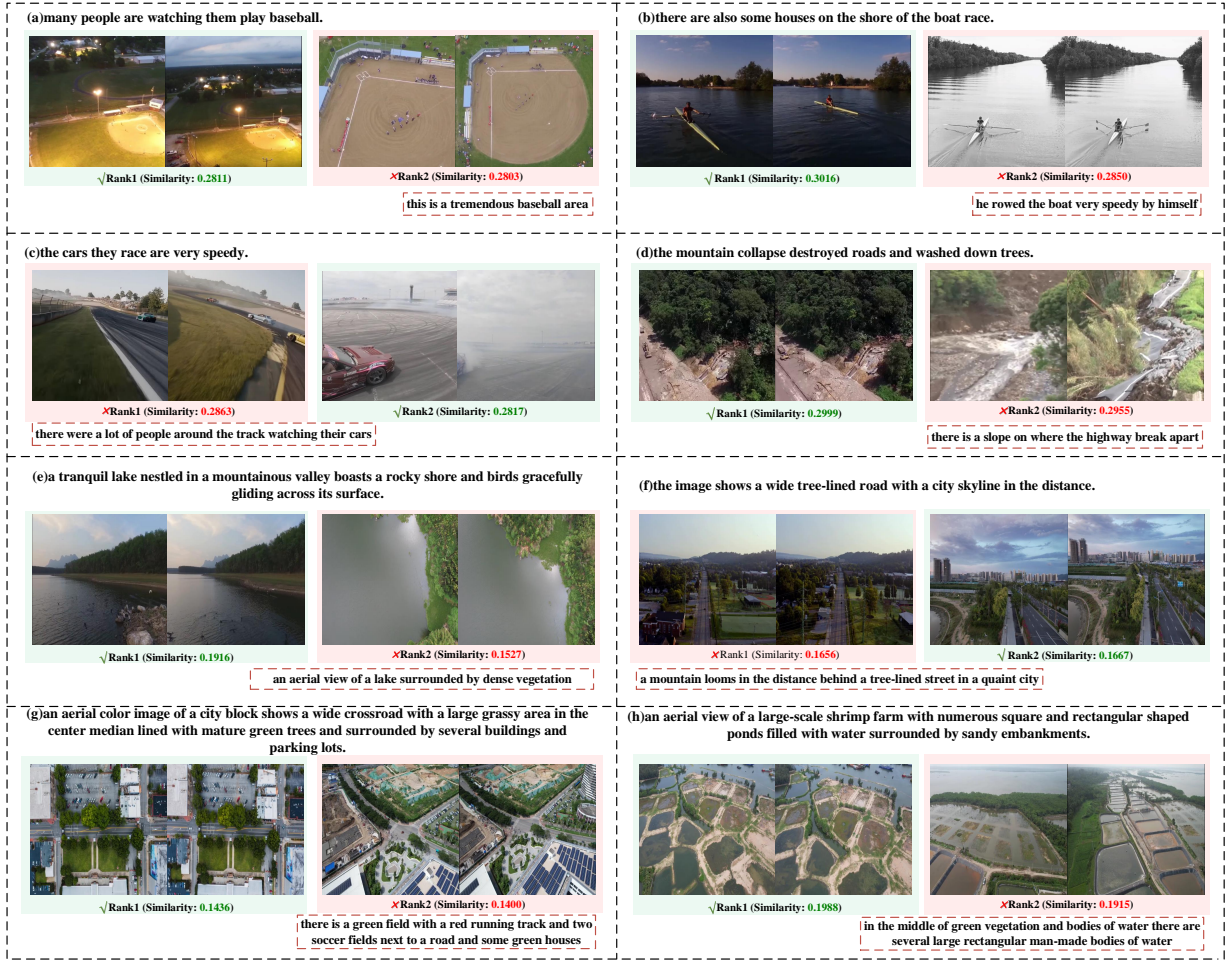 (a)many people are watching them play baseball.
√Rank1 (Similarity: 0.2811)
×Rank2 (Similarity: 0.2803)
this is a tremendous baseball area
(b)there are also some houses on the shore of the boat race.
√Rank1 (Similarity: 0.3016)
×Rank2 (Similarity: 0.2850)
he rowed the boat very speedy by himself
(c)the cars they race are very speedy.
×Rank1 (Similarity: 0.2863)
√Rank2 (Similarity: 0.2817)
there were a lot of people around the track watching their cars
(d)the mountain collapse destroyed roads and washed down trees.
√Rank1 (Similarity: 0.2999)
×Rank2 (Similarity: 0.2955)
there is a slope on where the highway break apart
(e)a tranquil lake nestled in a mountainous valley boasts a rocky shore and birds gracefully
gliding across its surface.
√Rank1 (Similarity: 0.1916)
×Rank2 (Similarity: 0.1527)
an aerial view of a lake surrounded by dense vegetation
(f)the image shows a wide tree-lined road with a city skyline in the distance.
×Rank1 (Similarity: 0.1656)
√Rank2 (Similarity: 0.1667)
a mountain looms in the distance behind a tree-lined street in a quaint city
(g)an aerial color image of a city block shows a wide crossroad with a large grassy area in the
center median lined with mature green trees and surrounded by several buildings and
parking lots.
√Rank1 (Similarity: 0.1436)
×Rank2 (Similarity: 0.1400)
there is a green field with a red running track and two
soccer fields next to a road and some green houses
(h)an aerial view of a large-scale shrimp farm with numerous square and rectangular shaped
ponds filled with water surrounded by sandy embankments.
√Rank1 (Similarity: 0.1988)
×Rank2 (Similarity: 0.1915)
in the middle of green vegetation and bodies of water there are
several large rectangular man-made bodies of water